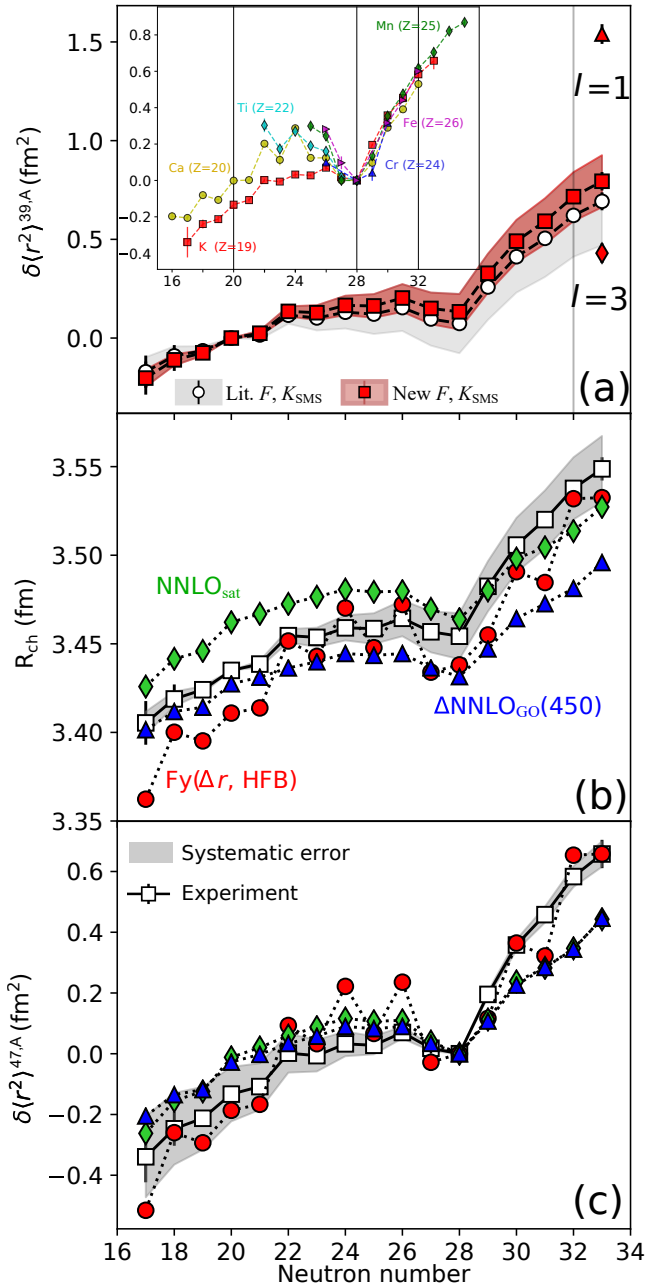 1.5
1.0
0.5
0.0
δ⟨r²⟩³⁹,ᴬ (fm²)
0.8
0.6
0.4
0.2
0.0
−0.2
−0.4
16 20 24 28 32
Mn (Z=25)
Ti (Z=22)
Fe (Z=26)
Ca (Z=20)
Cr (Z=24)
K (Z=19)
l=1
l=3
Lit. F, K_SMS
New F, K_SMS
(a)
3.55
3.50
3.45
3.40
3.35
R_ch (fm)
NNLO_sat
ΔNNLO_GO(450)
Fy(Δr, HFB)
(b)
0.6
0.4
0.2
0.0
−0.2
−0.4
δ⟨r²⟩⁴⁷,ᴬ (fm²)
Systematic error
Experiment
(c)
16 18 20 22 24 26 28 30 32 34
Neutron number